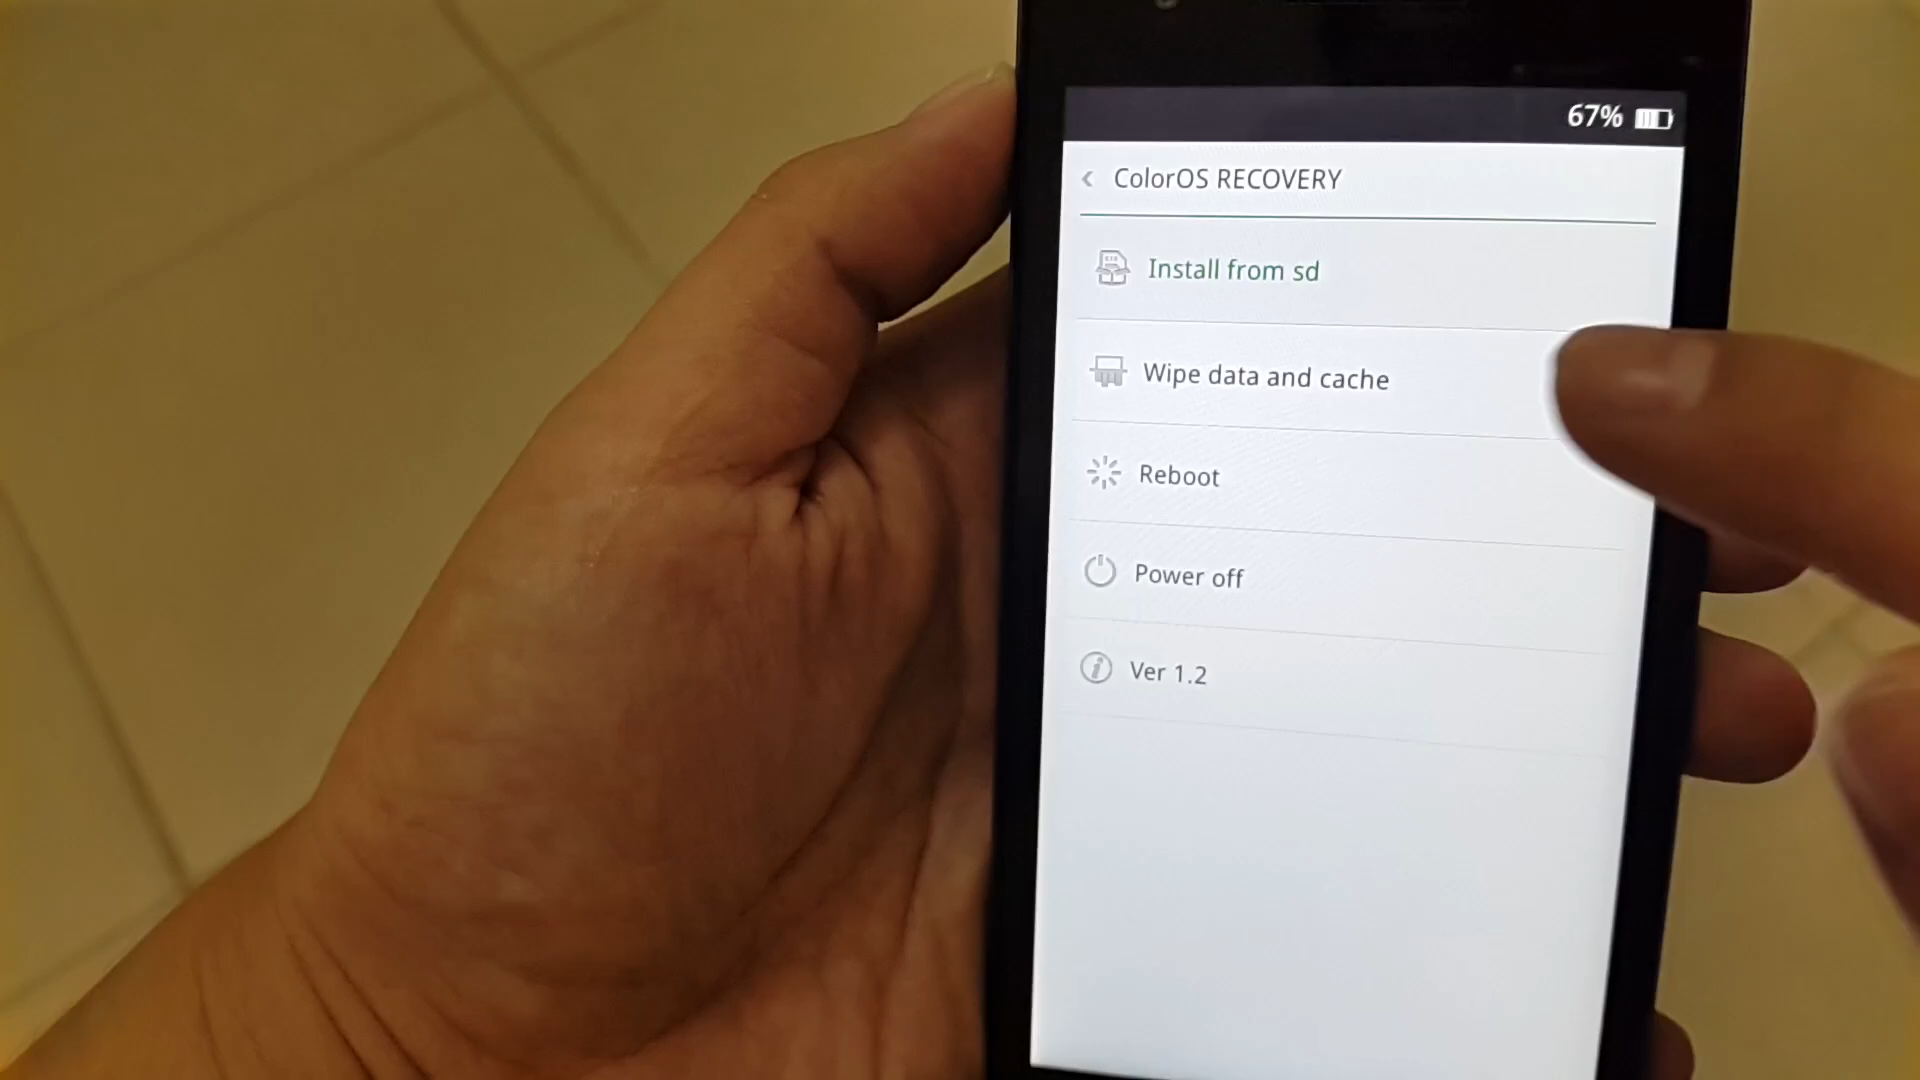 67%
ColorOS RECOVERY
Install from sd
Wipe data and cache
Reboot
Power off
Ver 1.2